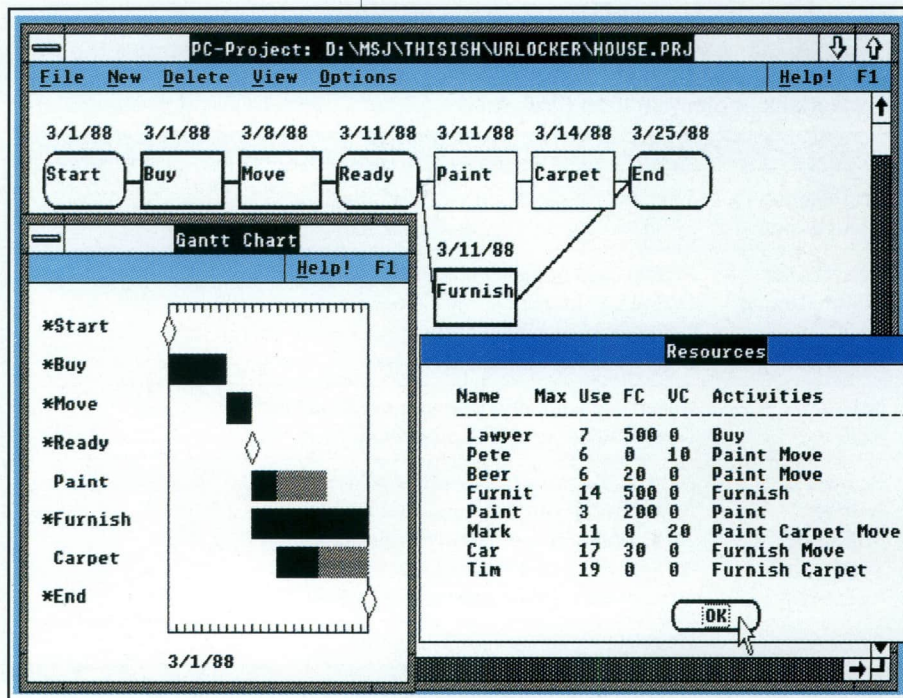 PC-Project: D:\MSJ\THISISH\URLOCKER\HOUSE.PRJ
File New Delete View Options Help! F1
3/1/88 3/1/88 3/8/88 3/11/88 3/11/88 3/14/88 3/25/88
Start Buy Move Ready Paint Carpet End
3/11/88
Furnish
Gantt Chart
Help! F1
*Start
*Buy
*Move
*Ready
Paint
*Furnish
Carpet
*End
3/1/88
Resources
Name Max Use FC VC Activities
Lawyer 7 500 0 Buy
Pete 6 0 10 Paint Move
Beer 6 20 0 Paint Move
Furnit 14 500 0 Furnish
Paint 3 200 0 Paint
Mark 11 0 20 Paint Carpet Move
Car 17 30 0 Furnish Move
Tim 19 0 0 Furnish Carpet
OK